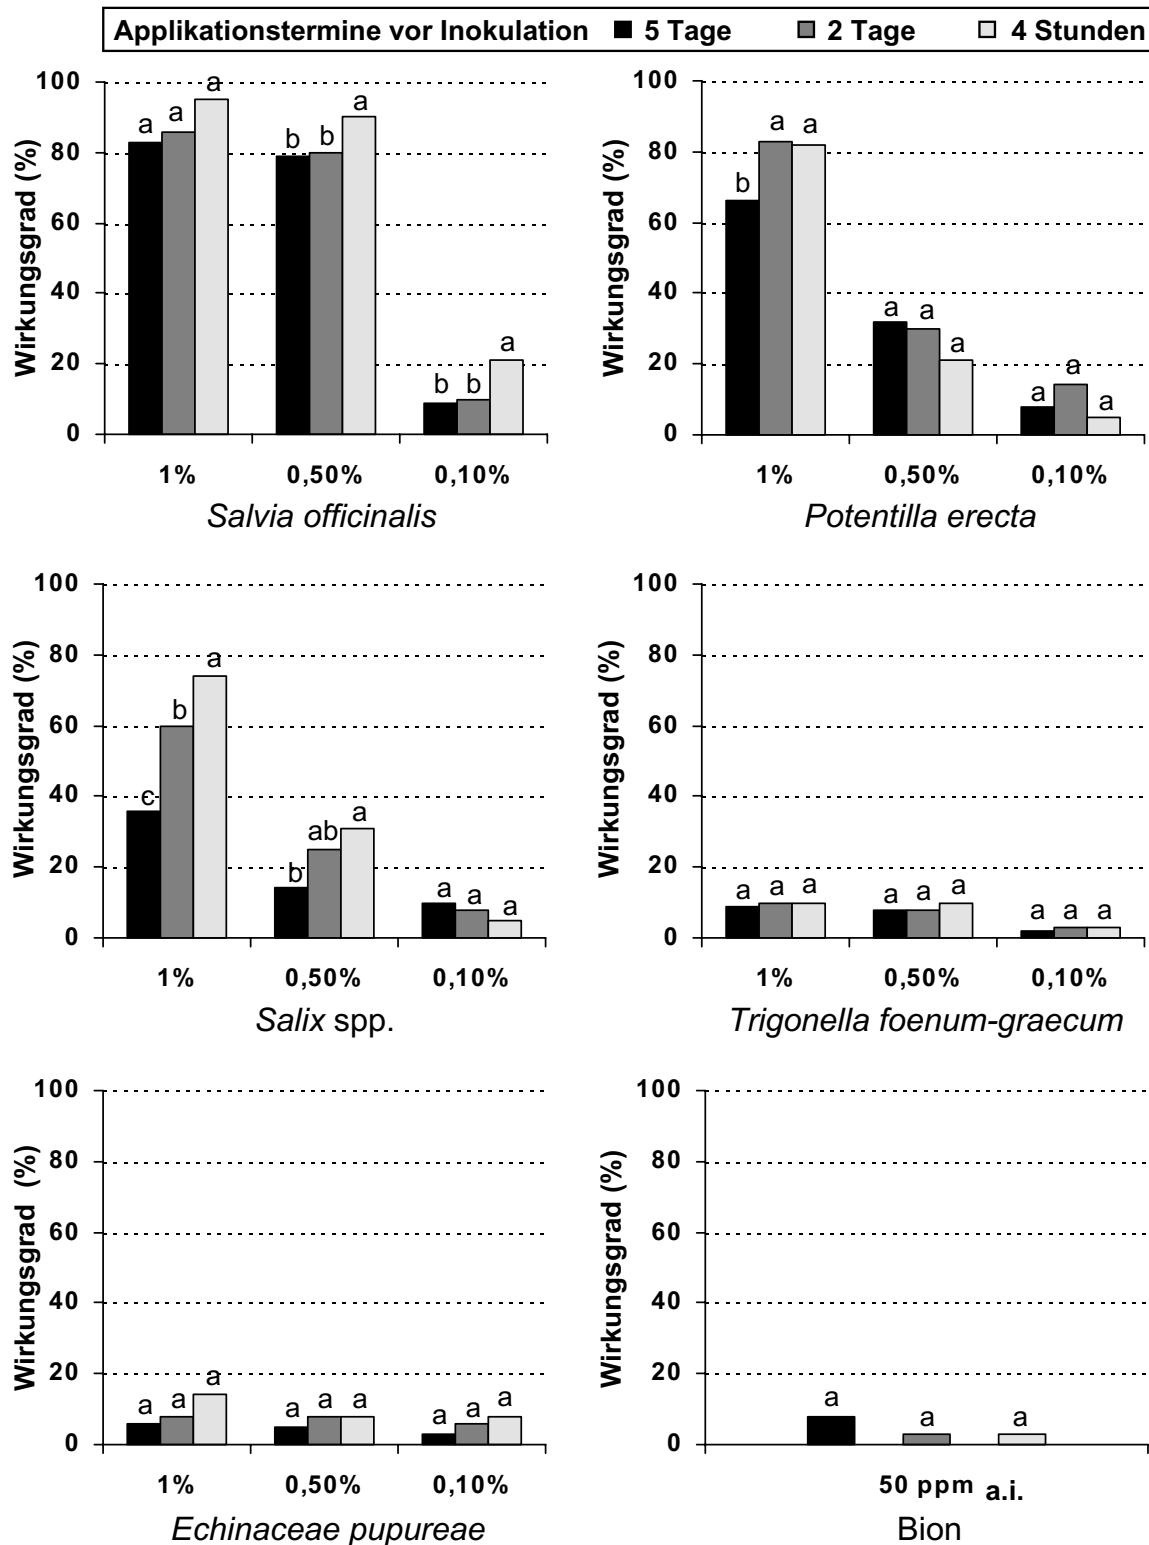 Applikationstermine vor Inokulation 5 Tage 2 Tage 4 Stunden
Wirkungsgrad (%)
100
80
60
40
20
0
a a a
b b a
b b a
1% 0,50% 0,10%
Salvia officinalis
Wirkungsgrad (%)
100
80
60
40
20
0
b a a
a a a
a a a
1% 0,50% 0,10%
Potentilla erecta
Wirkungsgrad (%)
100
80
60
40
20
0
c b a
b ab a
a a a
1% 0,50% 0,10%
Salix spp.
Wirkungsgrad (%)
100
80
60
40
20
0
a a a
a a a
a a a
1% 0,50% 0,10%
Trigonella foenum-graecum
Wirkungsgrad (%)
100
80
60
40
20
0
a a a
a a a
a a a
1% 0,50% 0,10%
Echinaceae pupureae
Wirkungsgrad (%)
100
80
60
40
20
0
a a a
50 ppm a.i.
Bion